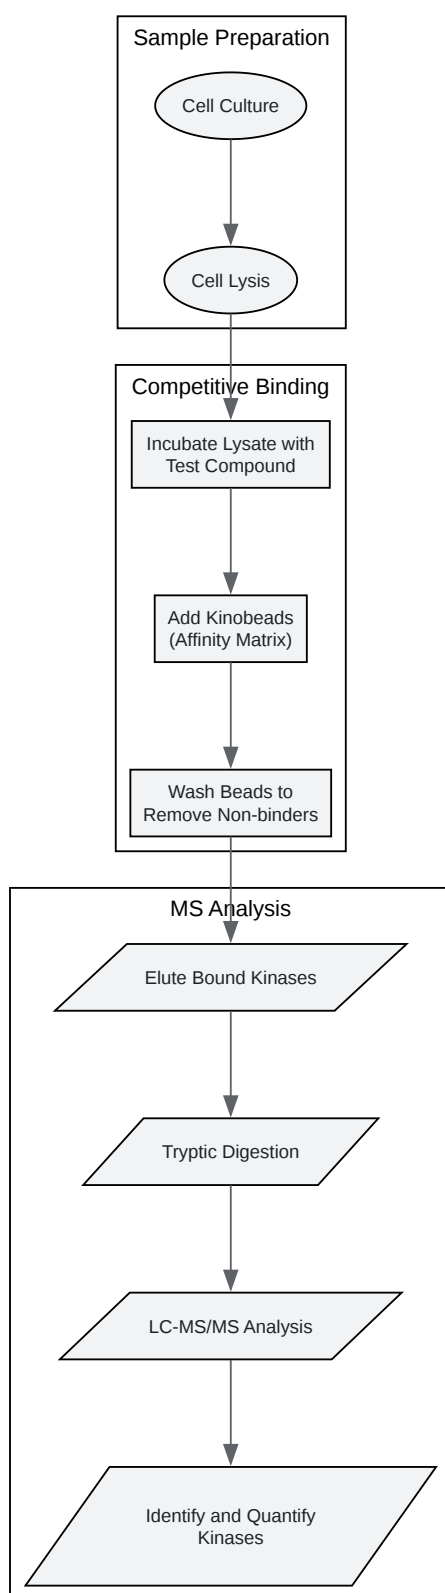 Sample Preparation
Cell Culture
Cell Lysis
Competitive Binding
Incubate Lysate with
Test Compound
Add Kinobeads
(Affinity Matrix)
Wash Beads to
Remove Non-binders
MS Analysis
Elute Bound Kinases
Tryptic Digestion
LC-MS/MS Analysis
Identify and Quantify
Kinases